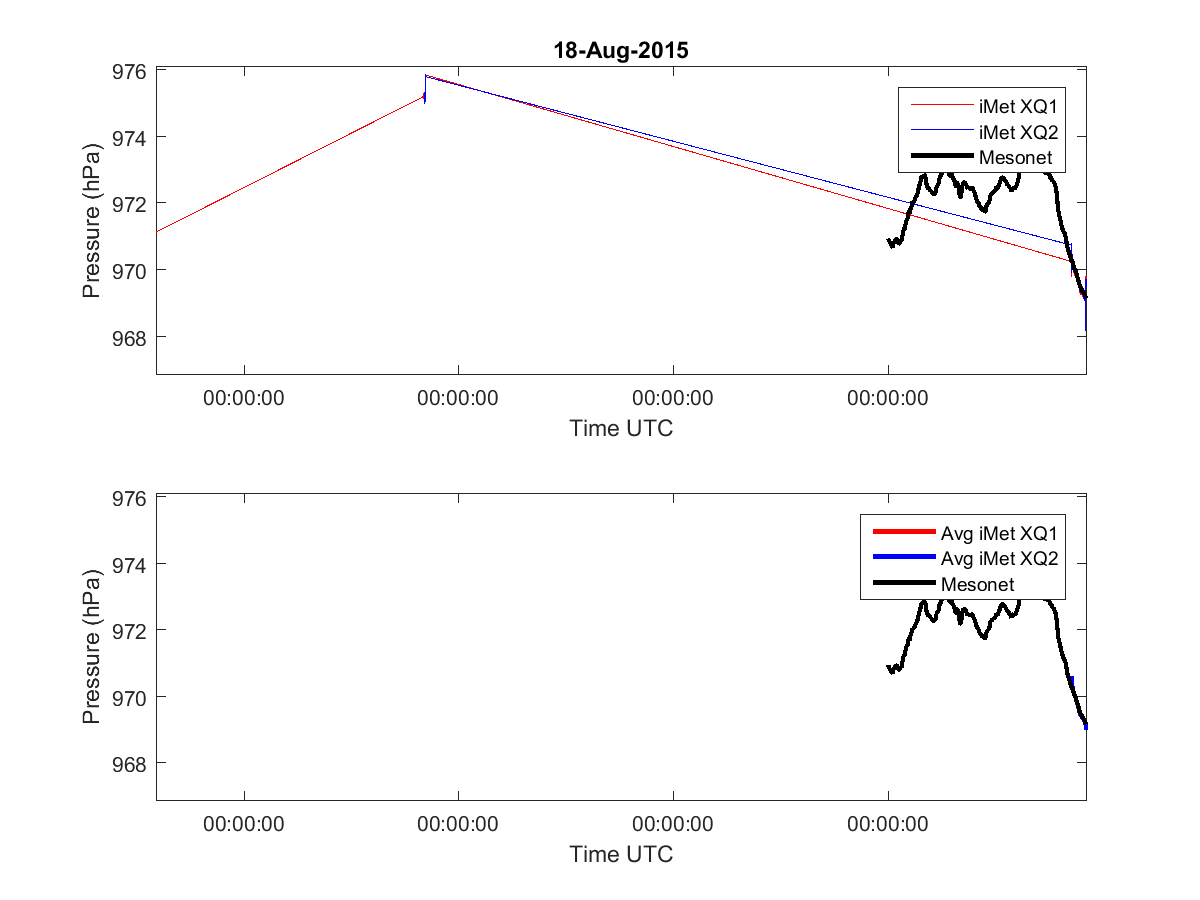 18-Aug-2015
976
974
972
970
968
Pressure (hPa)
iMet XQ1
iMet XQ2
Mesonet
00:00:00 00:00:00 00:00:00 00:00:00
Time UTC
976
974
972
970
968
Pressure (hPa)
Avg iMet XQ1
Avg iMet XQ2
Mesonet
00:00:00 00:00:00 00:00:00 00:00:00
Time UTC